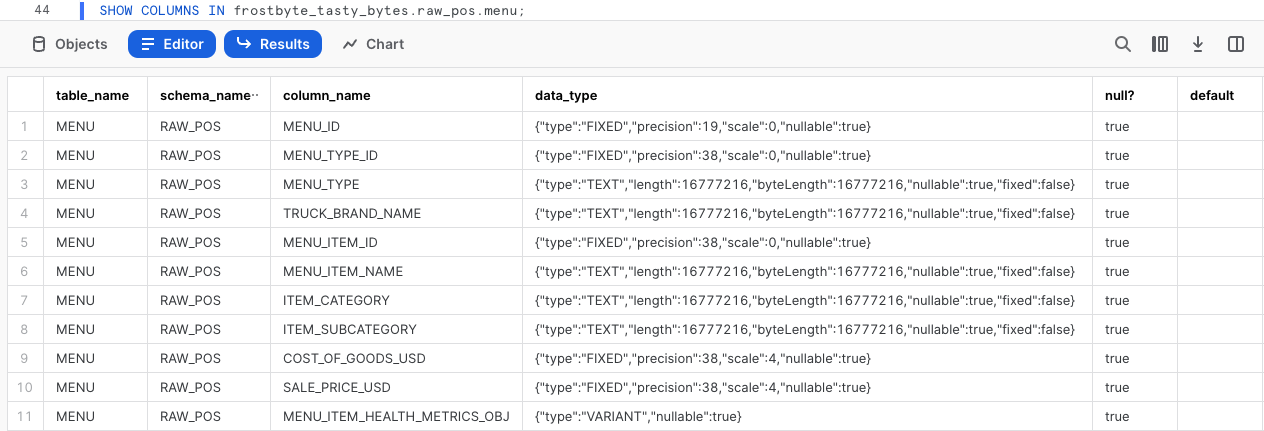 44 SHOW COLUMNS IN frostbyte_tasty_bytes.raw_pos.menu;
Objects Editor Results Chart
table_name schema_name·· column_name data_type null? default
1 MENU RAW_POS MENU_ID {"type":"FIXED","precision":19,"scale":0,"nullable":true} true
2 MENU RAW_POS MENU_TYPE_ID {"type":"FIXED","precision":38,"scale":0,"nullable":true} true
3 MENU RAW_POS MENU_TYPE {"type":"TEXT","length":16777216,"byteLength":16777216,"nullable":true,"fixed":false} true
4 MENU RAW_POS TRUCK_BRAND_NAME {"type":"TEXT","length":16777216,"byteLength":16777216,"nullable":true,"fixed":false} true
5 MENU RAW_POS MENU_ITEM_ID {"type":"FIXED","precision":38,"scale":0,"nullable":true} true
6 MENU RAW_POS MENU_ITEM_NAME {"type":"TEXT","length":16777216,"byteLength":16777216,"nullable":true,"fixed":false} true
7 MENU RAW_POS ITEM_CATEGORY {"type":"TEXT","length":16777216,"byteLength":16777216,"nullable":true,"fixed":false} true
8 MENU RAW_POS ITEM_SUBCATEGORY {"type":"TEXT","length":16777216,"byteLength":16777216,"nullable":true,"fixed":false} true
9 MENU RAW_POS COST_OF_GOODS_USD {"type":"FIXED","precision":38,"scale":4,"nullable":true} true
10 MENU RAW_POS SALE_PRICE_USD {"type":"FIXED","precision":38,"scale":4,"nullable":true} true
11 MENU RAW_POS MENU_ITEM_HEALTH_METRICS_OBJ {"type":"VARIANT","nullable":true} true